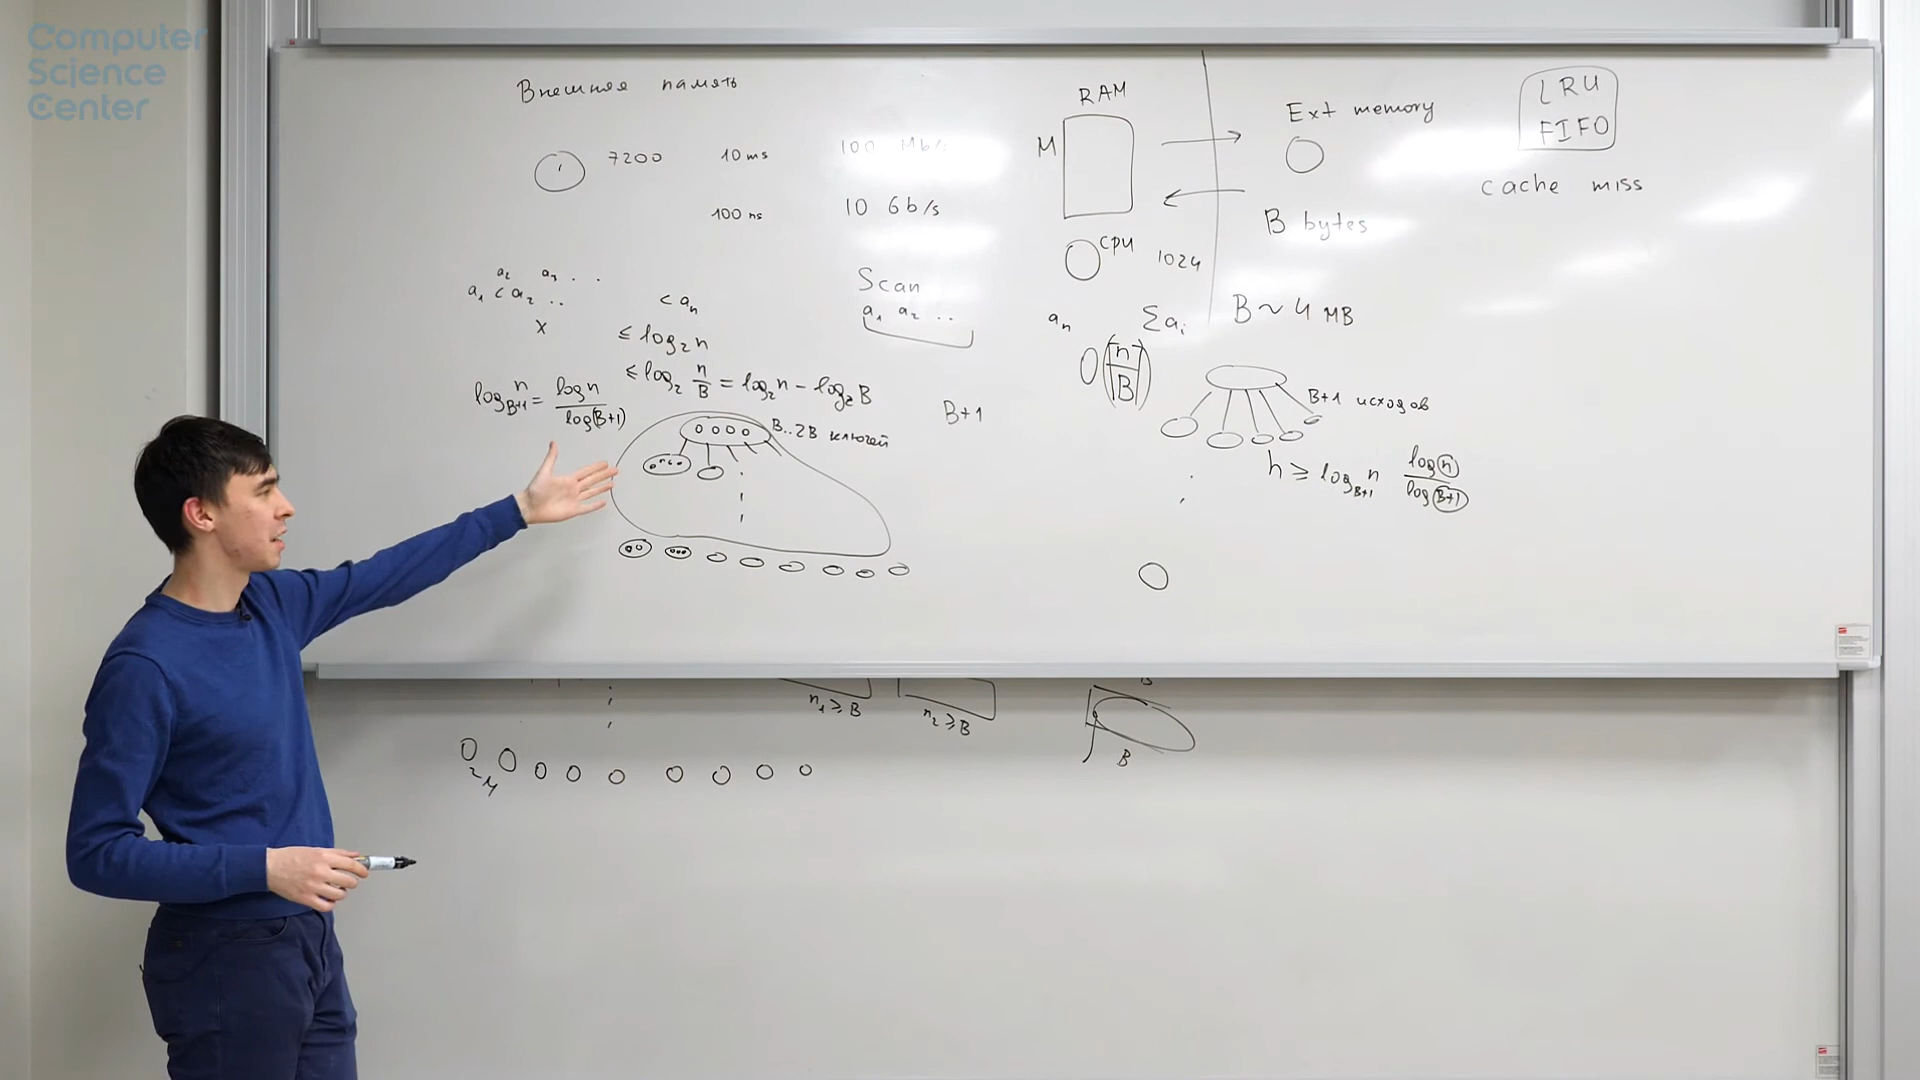 Computer
Science
Center
Внешняя память
7200 10 ms 100 Mb/s
100 ns 10 Gb/s
RAM
M
CPU 1024
Ext memory
B bytes
LRU
FIFO
cache miss
a₂ a₃ . .
a₁ < a₂ .. < aₙ
x
≤ log₂ n
≤ log₂ n/B = log₂ n − log₂ B
log_{B+1} n = log n / log(B+1)
B..2B ключей
Scan
a₁ a₂ .. aₙ
∑aᵢ
O(⌈n/B⌉)
B+1
B ~ 4 MB
B+1 исходов
h ≥ log_{B+1} n log n / log(B+1)
n₁ ≥ B
n₂ ≥ B
B
B